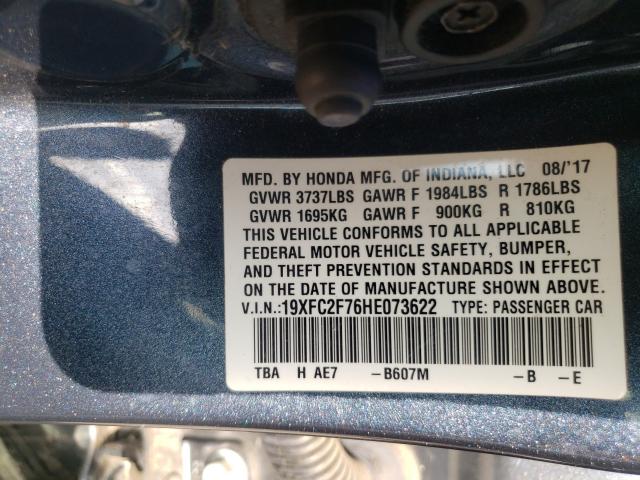 MFD. BY HONDA MFG. OF INDIANA, LLC 08/'17
GVWR 3737LBS GAWR F 1984LBS R 1786LBS
GVWR 1695KG GAWR F 900KG R 810KG
THIS VEHICLE CONFORMS TO ALL APPLICABLE
FEDERAL MOTOR VEHICLE SAFETY, BUMPER,
AND THEFT PREVENTION STANDARDS IN EFFECT
ON THE DATE OF MANUFACTURE SHOWN ABOVE.
V.I.N.:19XFC2F76HE073622 TYPE: PASSENGER CAR
TBA H AE7 -B607M -B -E